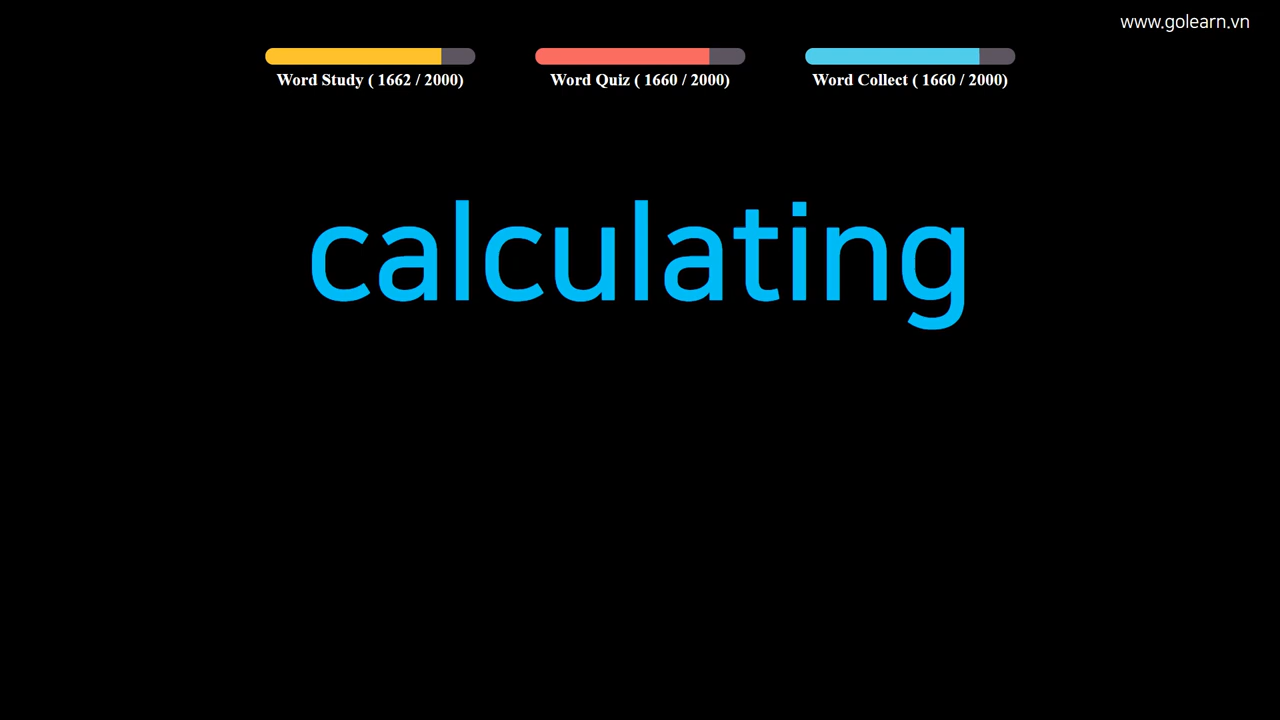 www.golearn.vn
Word Study ( 1662 / 2000)
Word Quiz ( 1660 / 2000)
Word Collect ( 1660 / 2000)
calculating